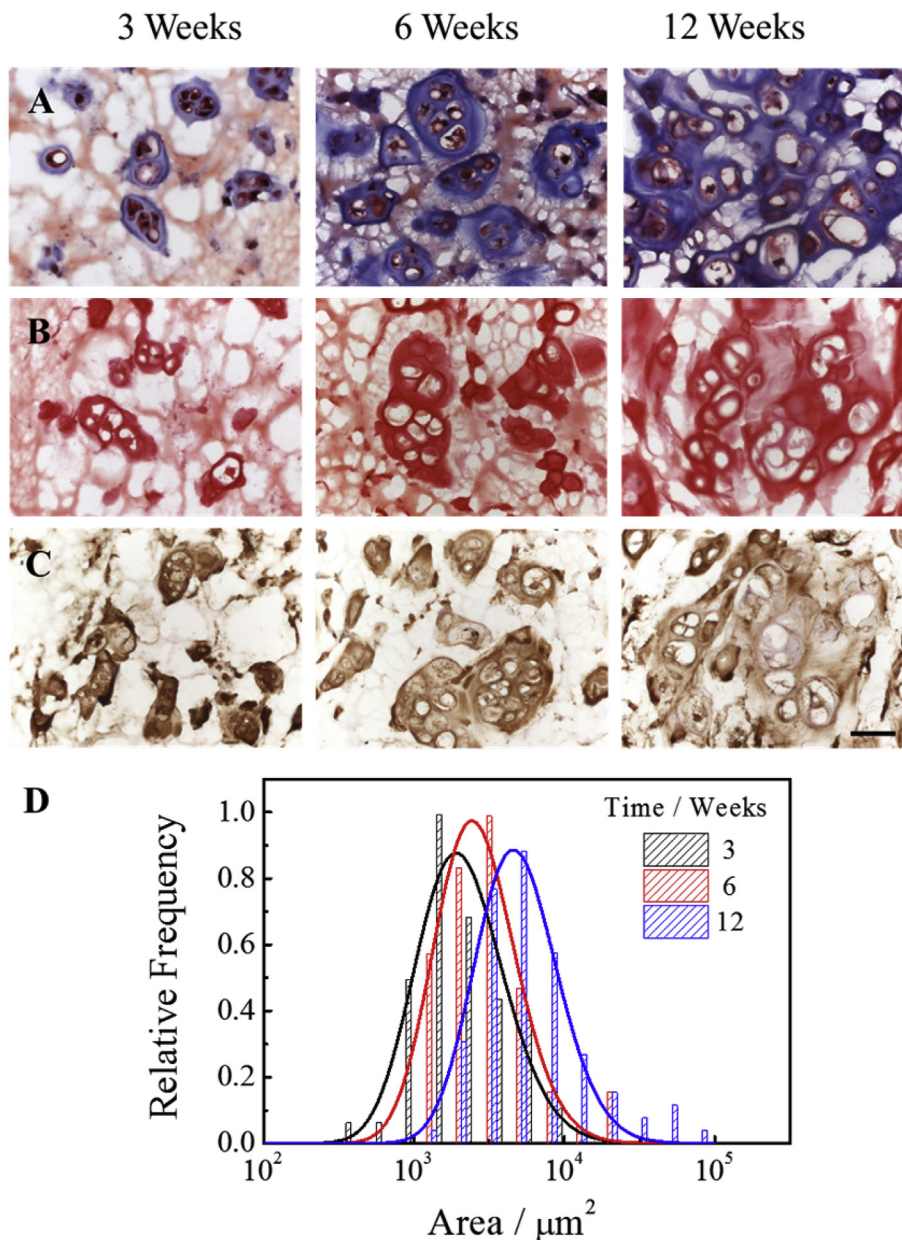 3 Weeks 6 Weeks 12 Weeks
A
B
C
D
Time / Weeks
3
6
12
Relative Frequency
1.0
0.8
0.6
0.4
0.2
0.0
10² 10³ 10⁴ 10⁵
Area / μm²